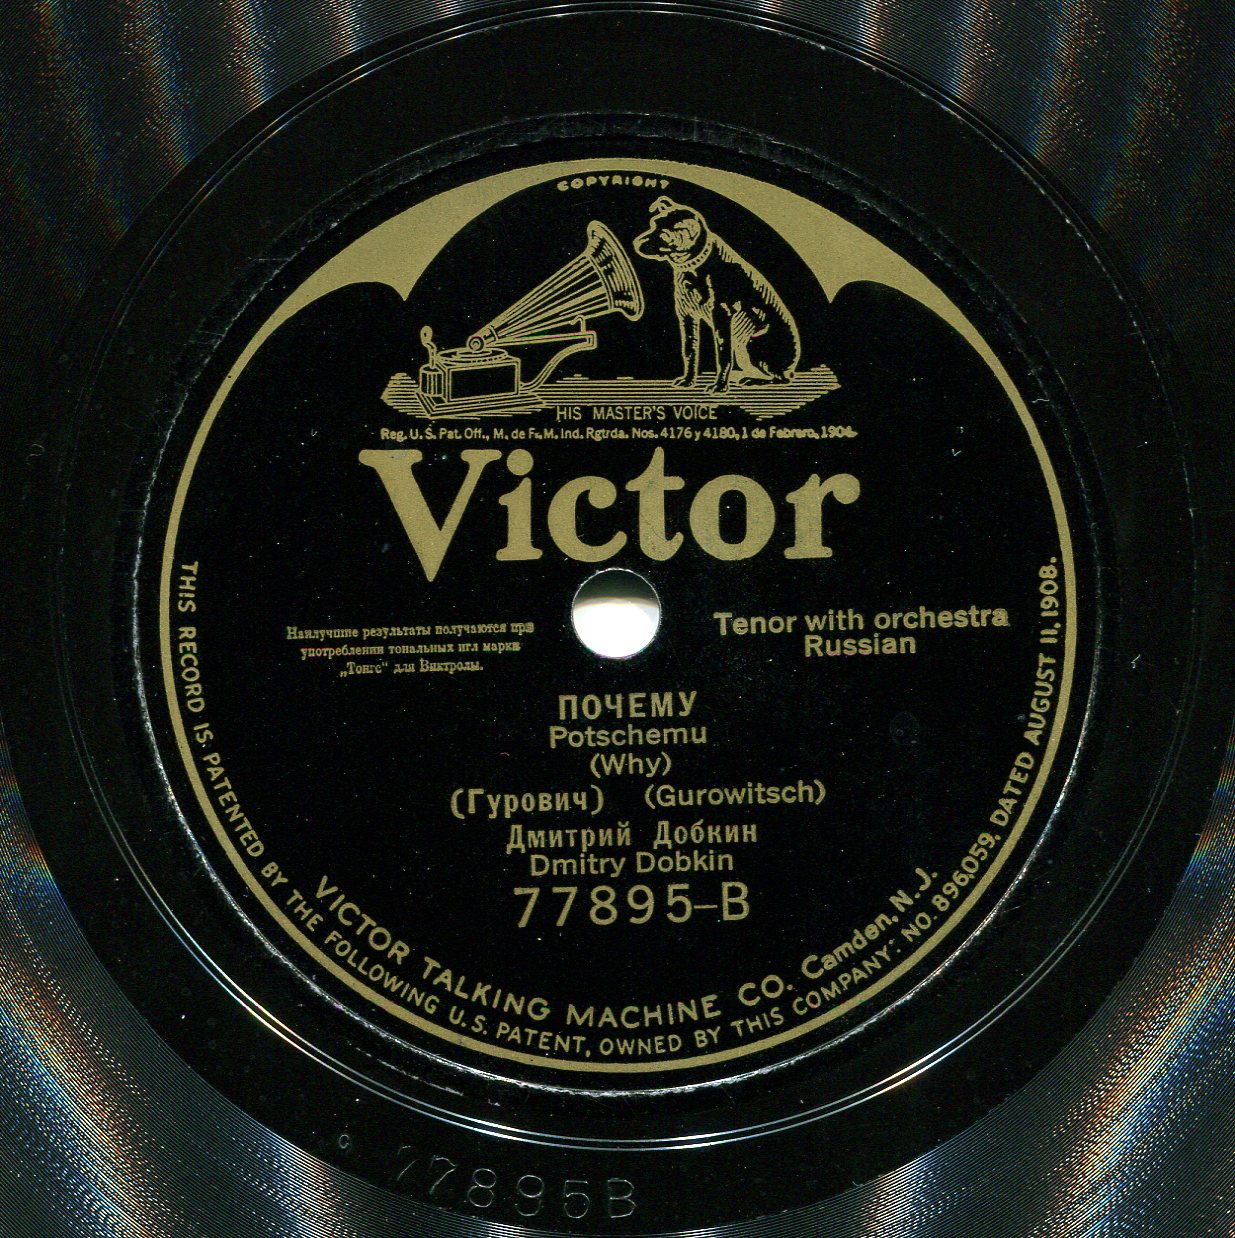 COPYRIGHT
HIS MASTER'S VOICE
Reg. U. S. Pat. Off., M. de F., M. Ind. Rgtrda. Nos. 4176 y 4180, 1 de Febrero, 1904
Victor
Наилучшие результаты получаются при
употреблении тональных игл марки
„Тонгс“ для Виктролы.
Tenor with orchestra
Russian
ПОЧЕМУ
Potschemu
(Why)
(Гурович) (Gurowitsch)
Дмитрий Добкин
Dmitry Dobkin
77895-B
VICTOR TALKING MACHINE CO. Camden, N. J.
THIS RECORD IS PATENTED BY THE FOLLOWING U.S. PATENT, OWNED BY THIS COMPANY: NO. 896,059, DATED AUGUST 11, 1908.
77895B